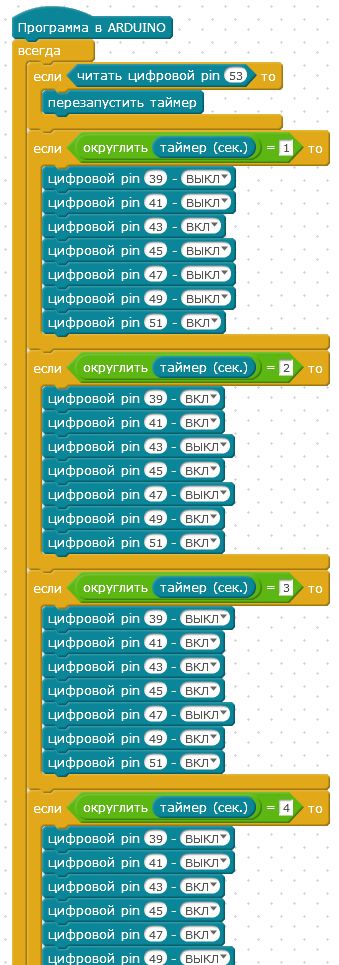 Программа в ARDUINO
всегда
если читать цифровой pin 53 то
перезапустить таймер
если округлить таймер (сек.) = 1 то
цифровой pin 39 - ВЫКЛ
цифровой pin 41 - ВЫКЛ
цифровой pin 43 - ВКЛ
цифровой pin 45 - ВЫКЛ
цифровой pin 47 - ВЫКЛ
цифровой pin 49 - ВЫКЛ
цифровой pin 51 - ВКЛ
если округлить таймер (сек.) = 2 то
цифровой pin 39 - ВКЛ
цифровой pin 41 - ВКЛ
цифровой pin 43 - ВЫКЛ
цифровой pin 45 - ВКЛ
цифровой pin 47 - ВЫКЛ
цифровой pin 49 - ВКЛ
цифровой pin 51 - ВКЛ
если округлить таймер (сек.) = 3 то
цифровой pin 39 - ВЫКЛ
цифровой pin 41 - ВКЛ
цифровой pin 43 - ВКЛ
цифровой pin 45 - ВКЛ
цифровой pin 47 - ВЫКЛ
цифровой pin 49 - ВКЛ
цифровой pin 51 - ВКЛ
если округлить таймер (сек.) = 4 то
цифровой pin 39 - ВЫКЛ
цифровой pin 41 - ВЫКЛ
цифровой pin 43 - ВКЛ
цифровой pin 45 - ВКЛ
цифровой pin 47 - ВКЛ
цифровой pin 49 - ВЫКЛ